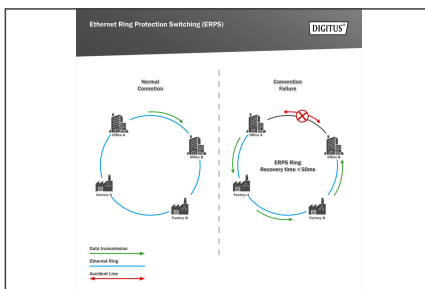 Ethernet Ring Protection Switching (ERPS)
DIGITUS®
Normal
Connetion
Connection
Failure
Office A
Office B
Factory A
Factory B
Office A
Office B
ERPS Ring
Recovery time <50ms
Factory A
Factory B
Data transmission
Ethernet Ring
Accident Line